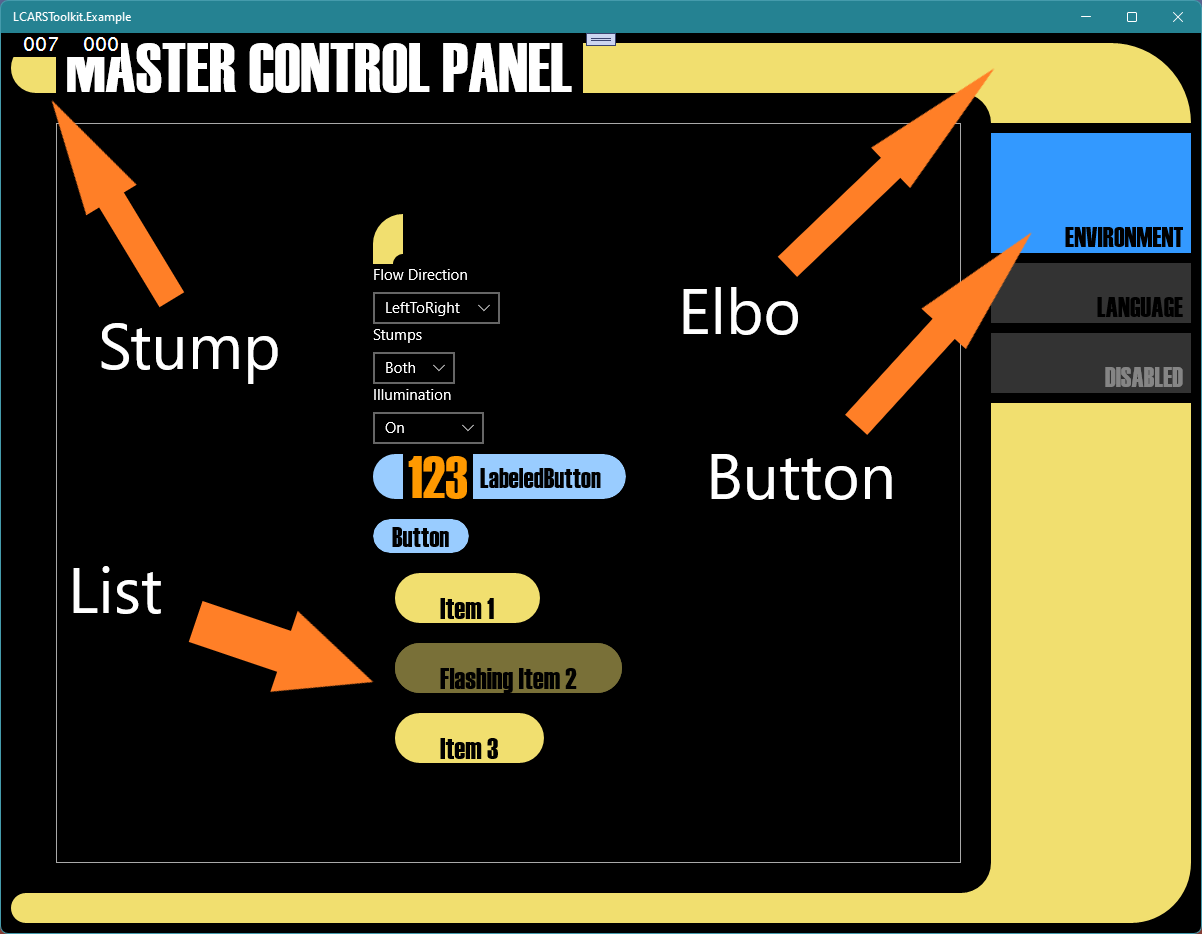 LCARSToolkit.Example
007 000
MASTER CONTROL PANEL
ENVIRONMENT
LANGUAGE
DISABLED
Flow Direction
LeftToRight
Stumps
Both
Illumination
On
123 LabeledButton
Button
Item 1
Flashing Item 2
Item 3
Stump
Elbo
Button
List